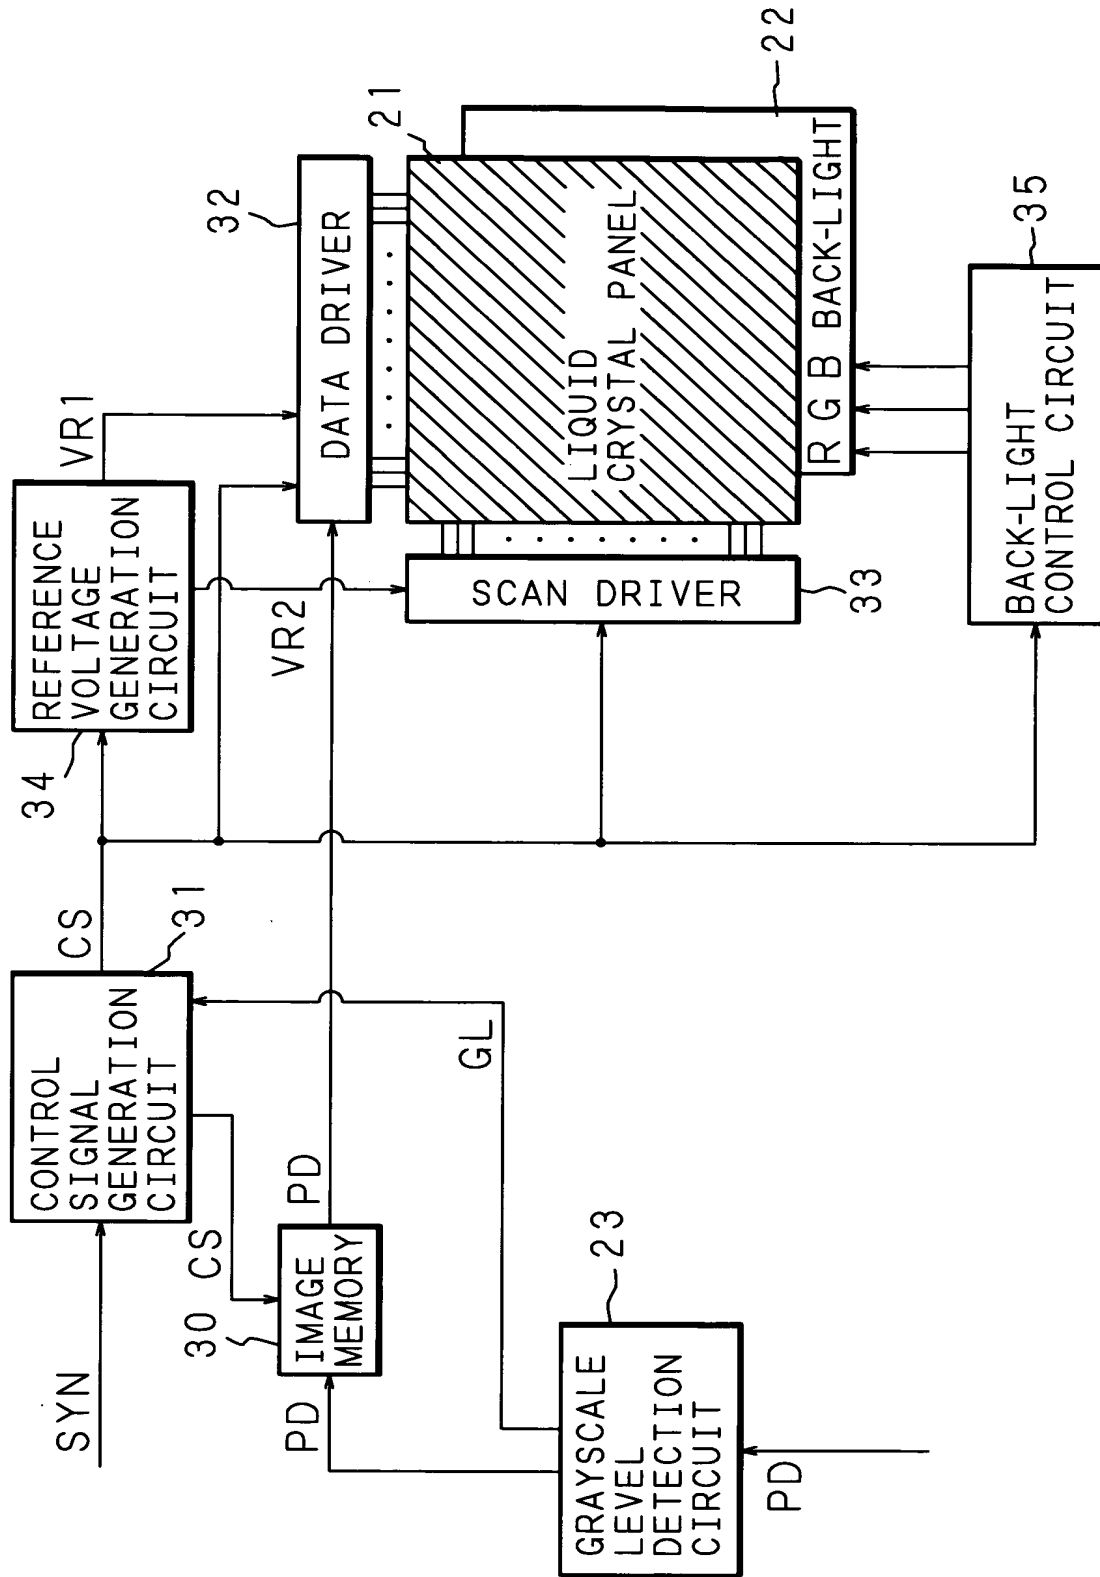 SYN
CONTROL
SIGNAL
GENERATION
CIRCUIT
31
CS
CS
34
REFERENCE
VOLTAGE
GENERATION
CIRCUIT
VR1
VR2
30
IMAGE
MEMORY
PD
PD
GL
GRAYSCALE
LEVEL
DETECTION
CIRCUIT
23
PD
DATA DRIVER
32
SCAN DRIVER
33
LIQUID
CRYSTAL PANEL
21
R G B BACK-LIGHT
22
BACK-LIGHT
CONTROL CIRCUIT
35